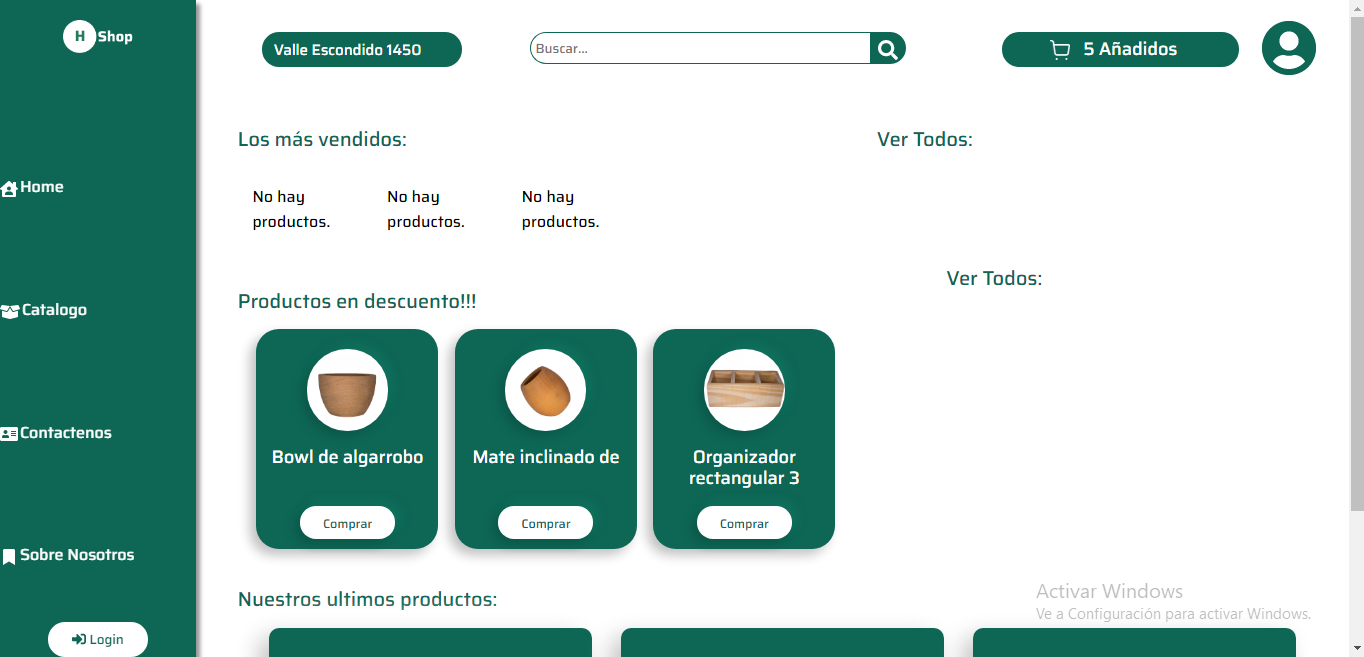 H Shop
Valle Escondido 1450
Buscar...
5 Añadidos
Home
Catalogo
Contactenos
Sobre Nosotros
Login
Los más vendidos:
Ver Todos:
No hay
productos.
No hay
productos.
No hay
productos.
Ver Todos:
Productos en descuento!!!
Bowl de algarrobo
Comprar
Mate inclinado de
Comprar
Organizador
rectangular 3
Comprar
Nuestros ultimos productos:
Activar Windows
Ve a Configuración para activar Windows.